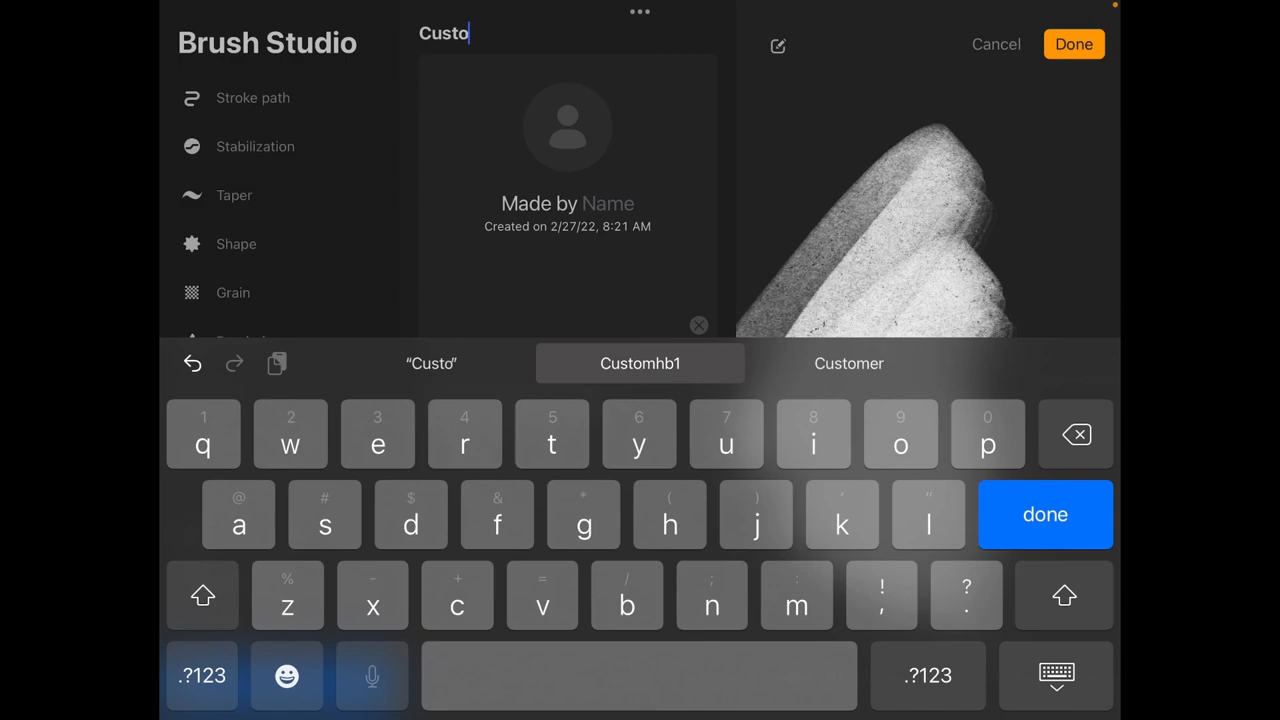 Brush Studio
Stroke path
Stabilization
Taper
Shape
Grain
Custo
Made by Name
Created on 2/27/22, 8:21 AM
Cancel
Done
“Custo”
Customhb1
Customer
1 2 3 4 5 6 7 8 9 0
q w e r t y u i o p
@ # $ & * ( ) ' "
a s d f g h j k l
done
% - + = / ; : ! ?
z x c v b n m , .
.?123
.?123